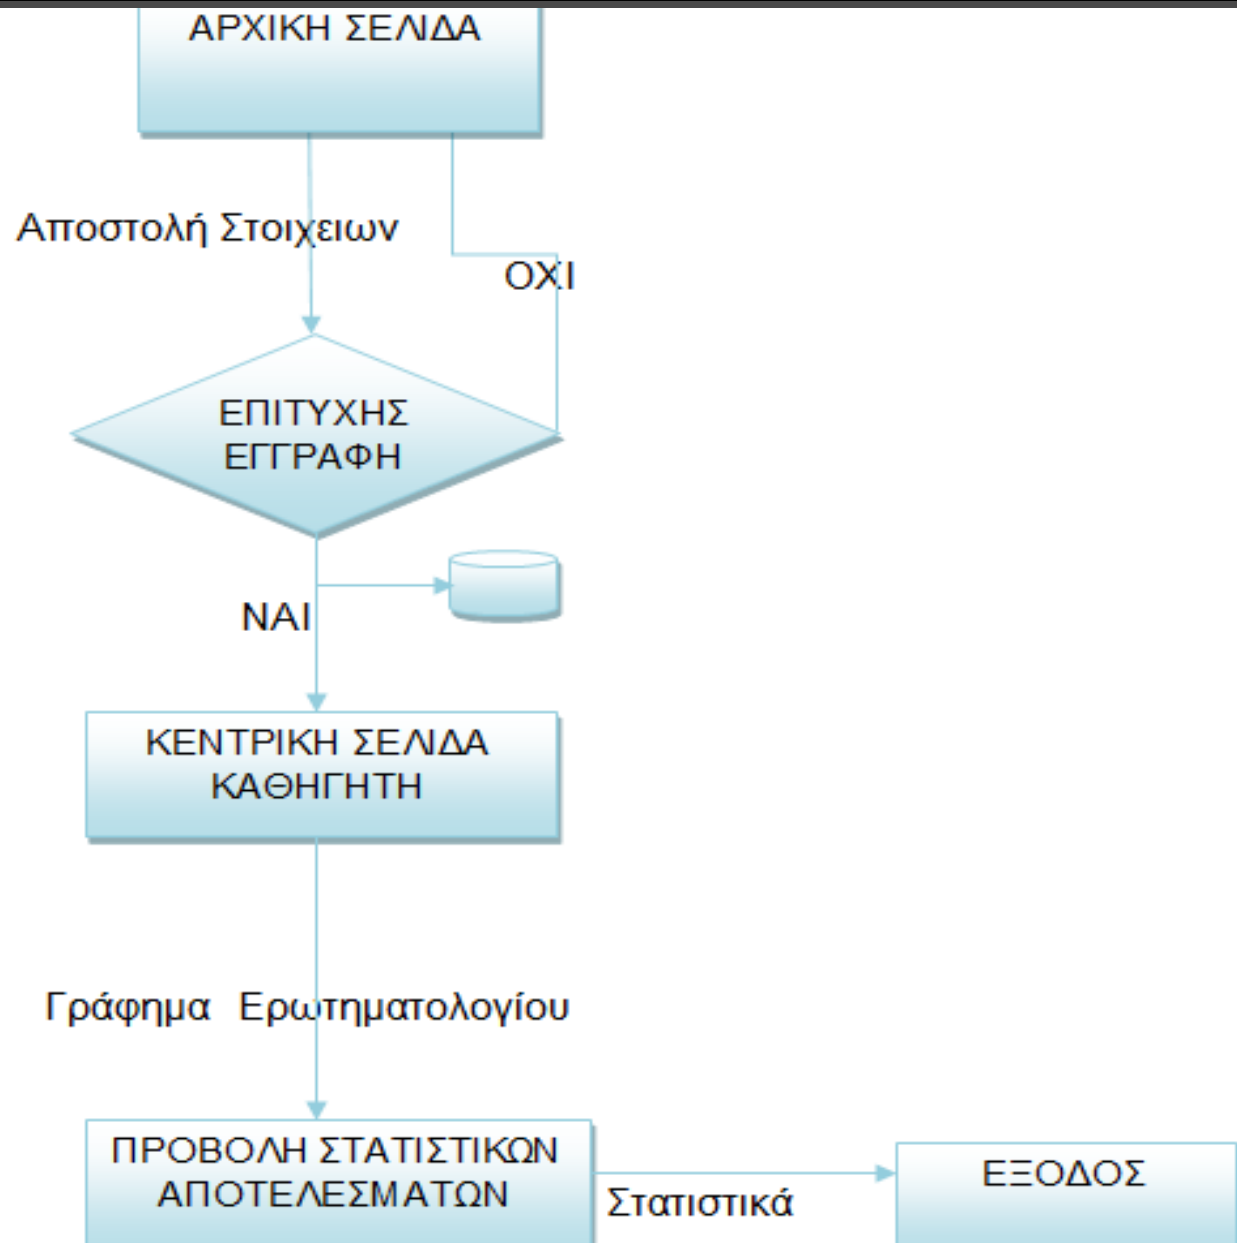 ΑΡΧΙΚΗ ΣΕΛΙΔΑ
Αποστολή Στοιχειων
ΟΧΙ
ΕΠΙΤΥΧΗΣ
ΕΓΓΡΑΦΗ
ΝΑΙ
ΚΕΝΤΡΙΚΗ ΣΕΛΙΔΑ
ΚΑΘΗΓΗΤΗ
Γράφημα Ερωτηματολογίου
ΠΡΟΒΟΛΗ ΣΤΑΤΙΣΤΙΚΩΝ
ΑΠΟΤΕΛΕΣΜΑΤΩΝ
Στατιστικά
ΕΞΟΔΟΣ